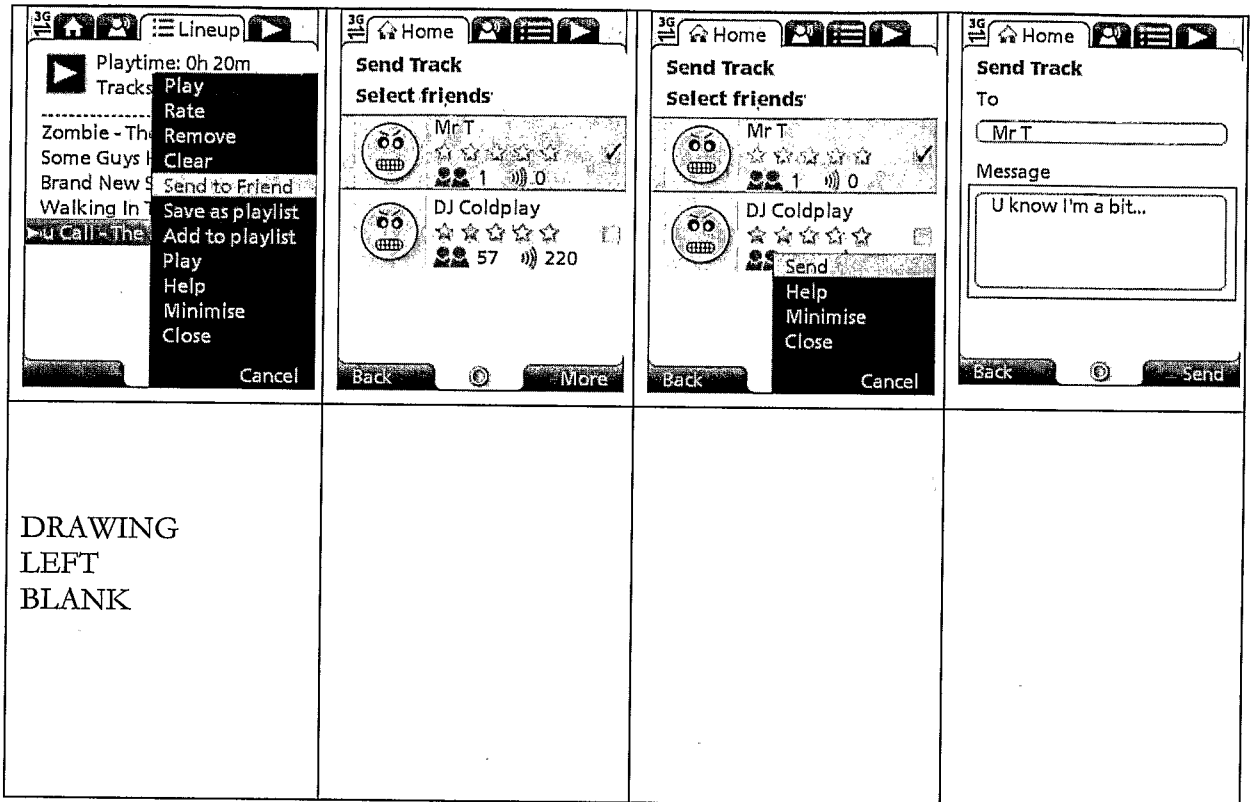 3G
Lineup
Playtime: 0h 20m
Tracks
Zombie - Th
Some Guys H
Brand New S
Walking In T
u Call - The
Play
Rate
Remove
Clear
Send to Friend
Save as playlist
Add to playlist
Play
Help
Minimise
Close
Cancel
3G
Home
Send Track
Select friends
Mr T
1 0
DJ Coldplay
57 220
Back More
3G
Home
Send Track
Select friends
Mr T
1 0
DJ Coldplay
Send
Help
Minimise
Close
Back Cancel
3G
Home
Send Track
To
Mr T
Message
U know I'm a bit...
Back Send
DRAWING
LEFT
BLANK